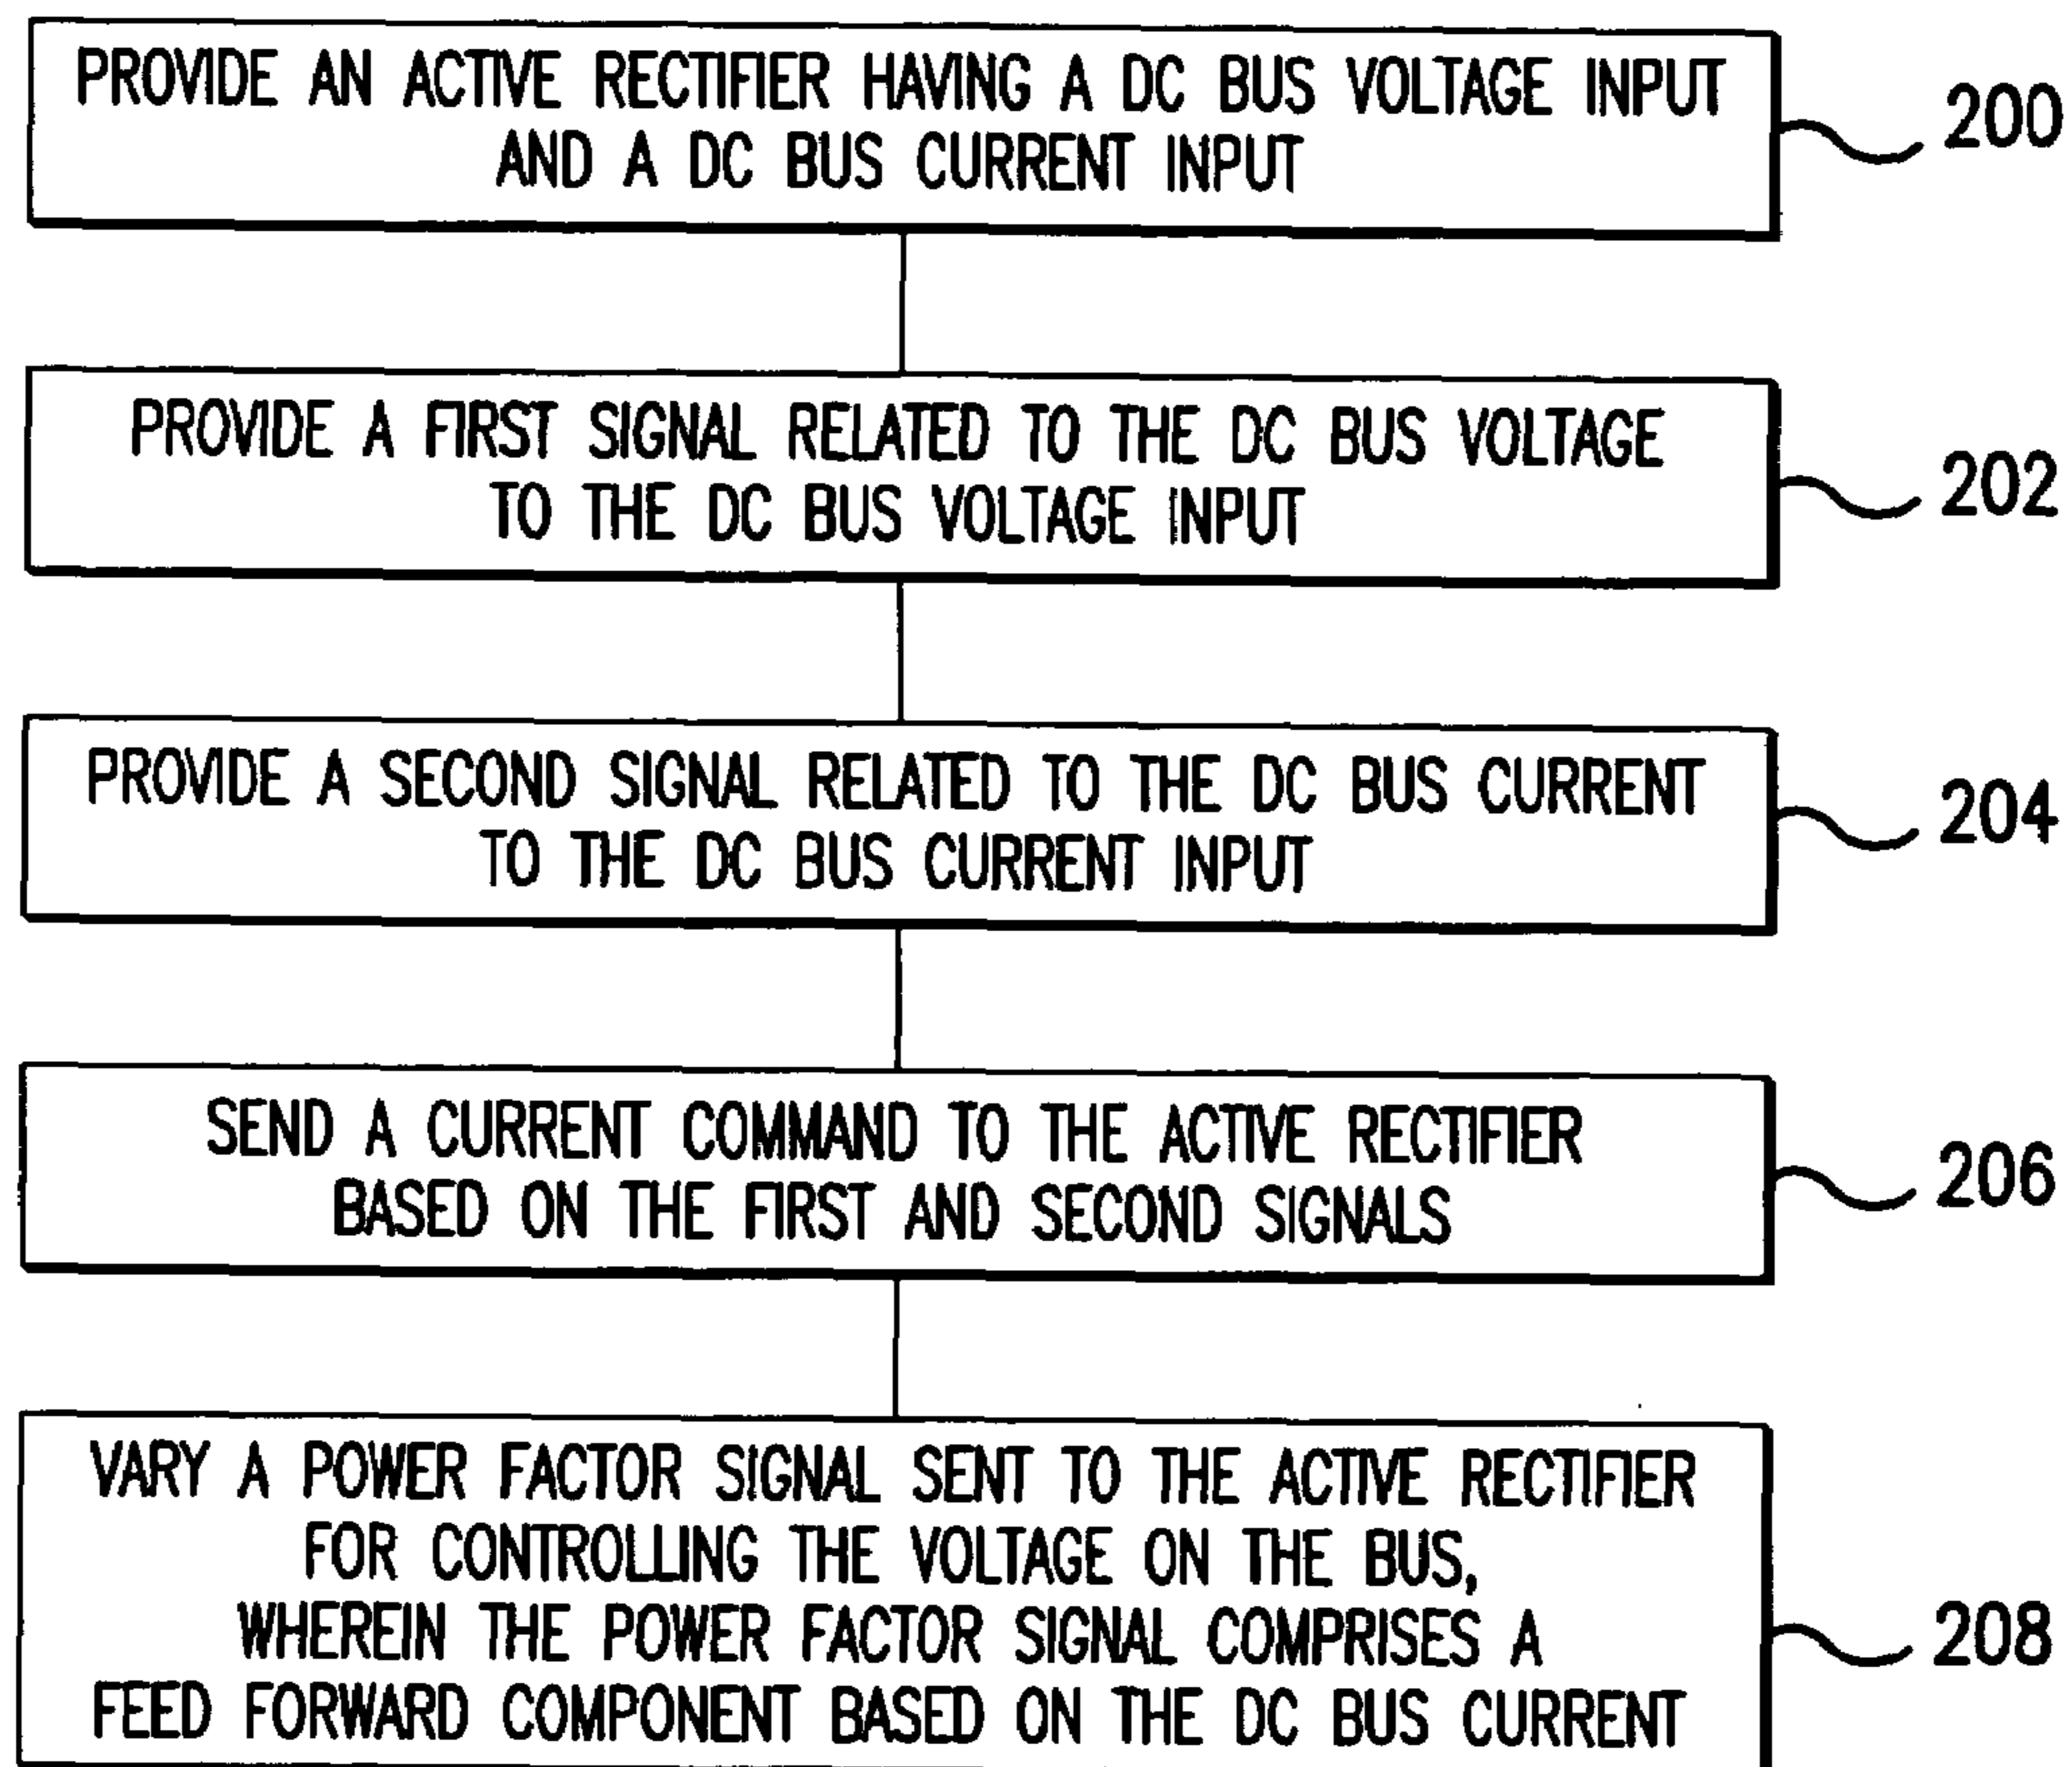 PROVIDE AN ACTIVE RECTIFIER HAVING A DC BUS VOLTAGE INPUT
AND A DC BUS CURRENT INPUT
200
PROVIDE A FIRST SIGNAL RELATED TO THE DC BUS VOLTAGE
TO THE DC BUS VOLTAGE INPUT
202
PROVIDE A SECOND SIGNAL RELATED TO THE DC BUS CURRENT
TO THE DC BUS CURRENT INPUT
204
SEND A CURRENT COMMAND TO THE ACTIVE RECTIFIER
BASED ON THE FIRST AND SECOND SIGNALS
206
VARY A POWER FACTOR SIGNAL SENT TO THE ACTIVE RECTIFIER
FOR CONTROLLING THE VOLTAGE ON THE BUS,
WHEREIN THE POWER FACTOR SIGNAL COMPRISES A
FEED FORWARD COMPONENT BASED ON THE DC BUS CURRENT
208